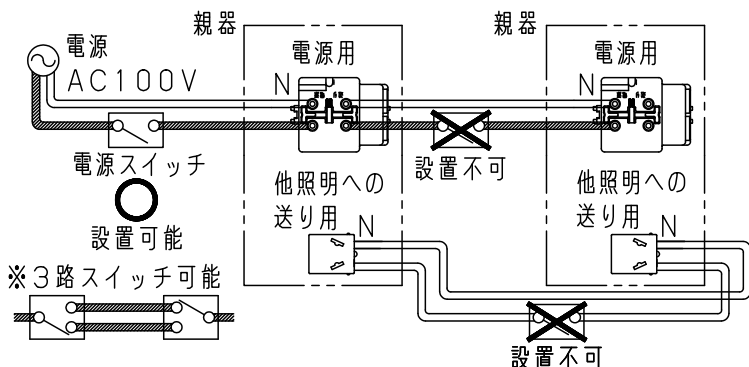 親器
親器
電源
AC100V
電源用
N
電源用
N
電源スイッチ
設置可能
設置不可
他照明への
送り用
N
他照明への
送り用
N
※3路スイッチ可能
設置不可